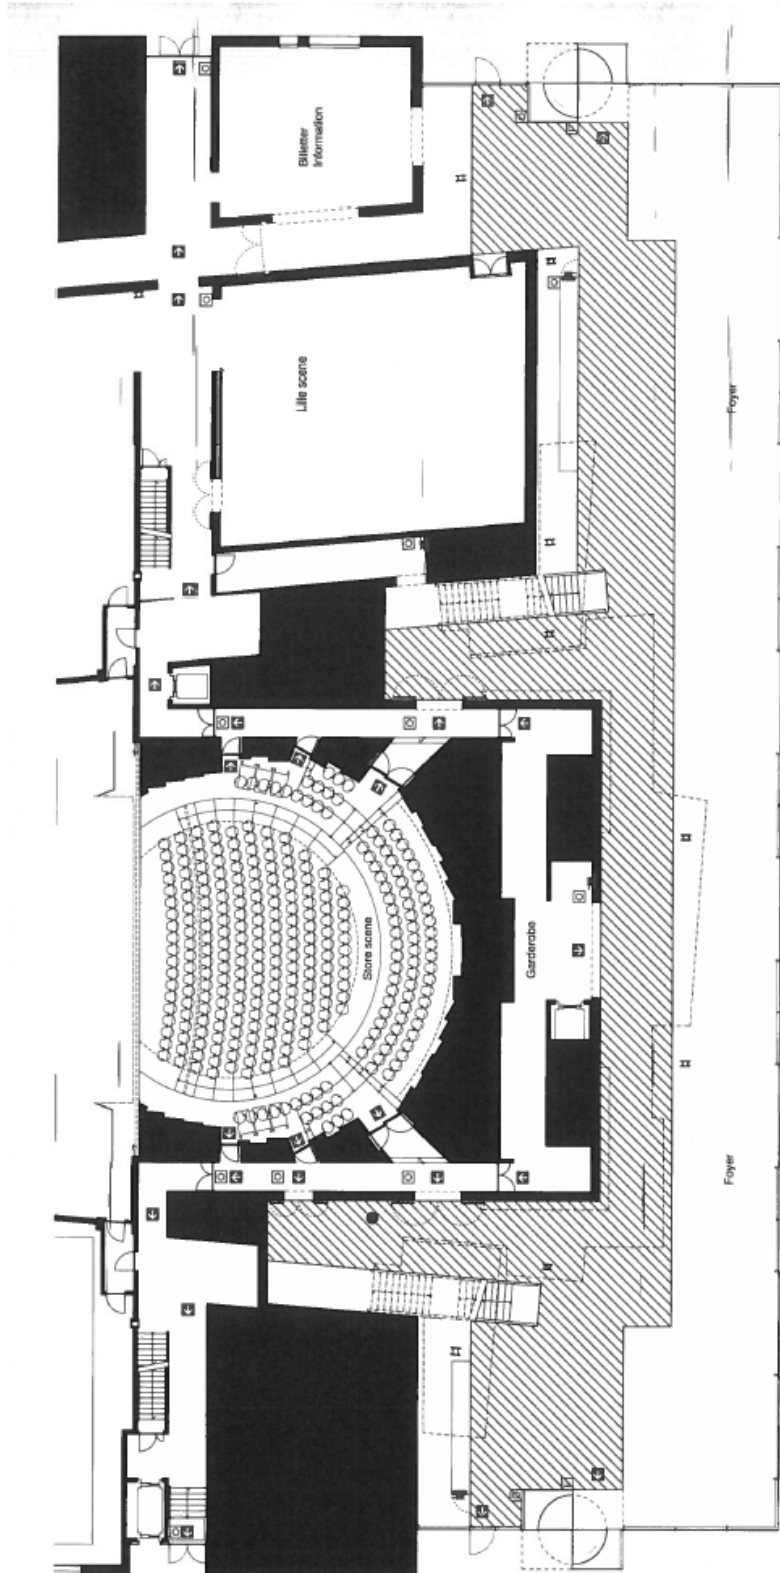 Billetter
Information
Lille scene
Foyer
Store scene
Garderobe
Foyer